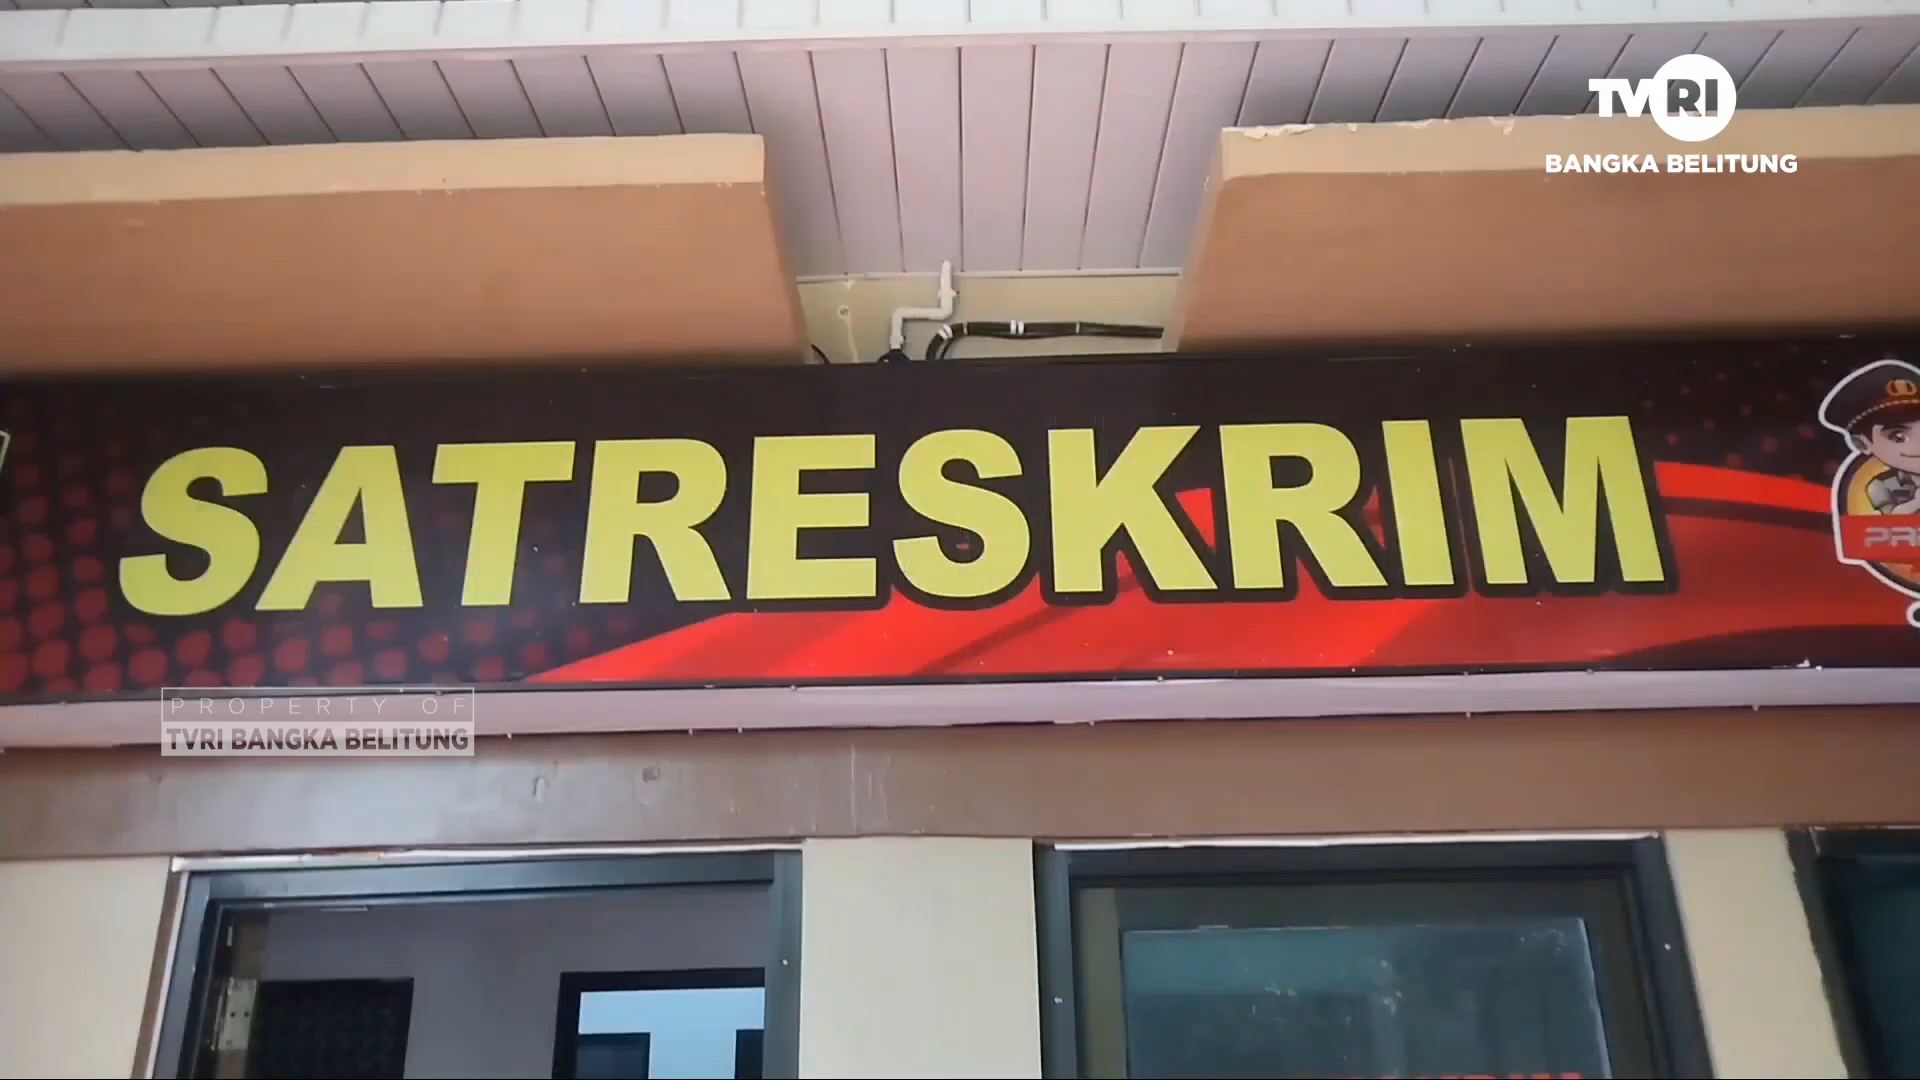 TVRI
BANGKA BELITUNG
SATRESKRIM
PROPERTY OF
TVRI BANGKA BELITUNG